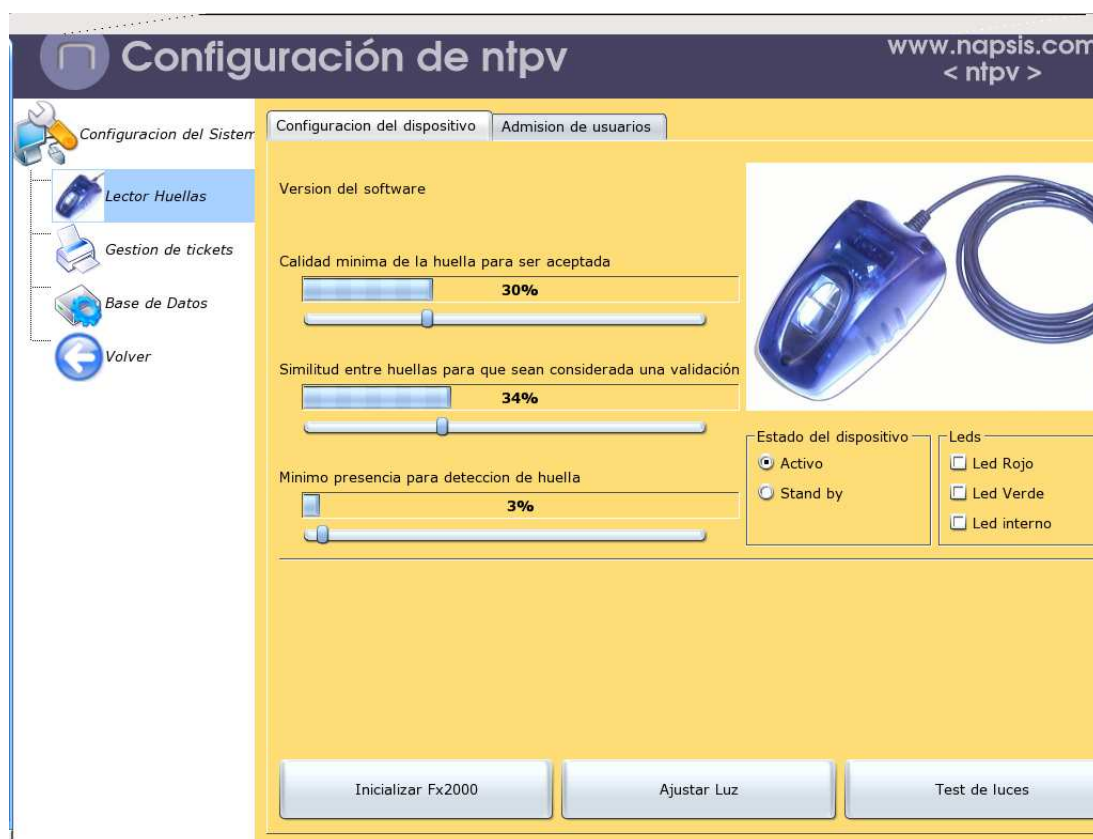 Configuración de ntpv
www.napsis.com
< ntpv >
Configuracion del Sistem
Lector Huellas
Gestion de tickets
Base de Datos
Volver
Configuracion del dispositivo
Admision de usuarios
Version del software
Calidad minima de la huella para ser aceptada
30%
Similitud entre huellas para que sean considerada una validación
34%
Minimo presencia para deteccion de huella
3%
Estado del dispositivo
Activo
Stand by
Leds
Led Rojo
Led Verde
Led interno
Inicializar Fx2000
Ajustar Luz
Test de luces